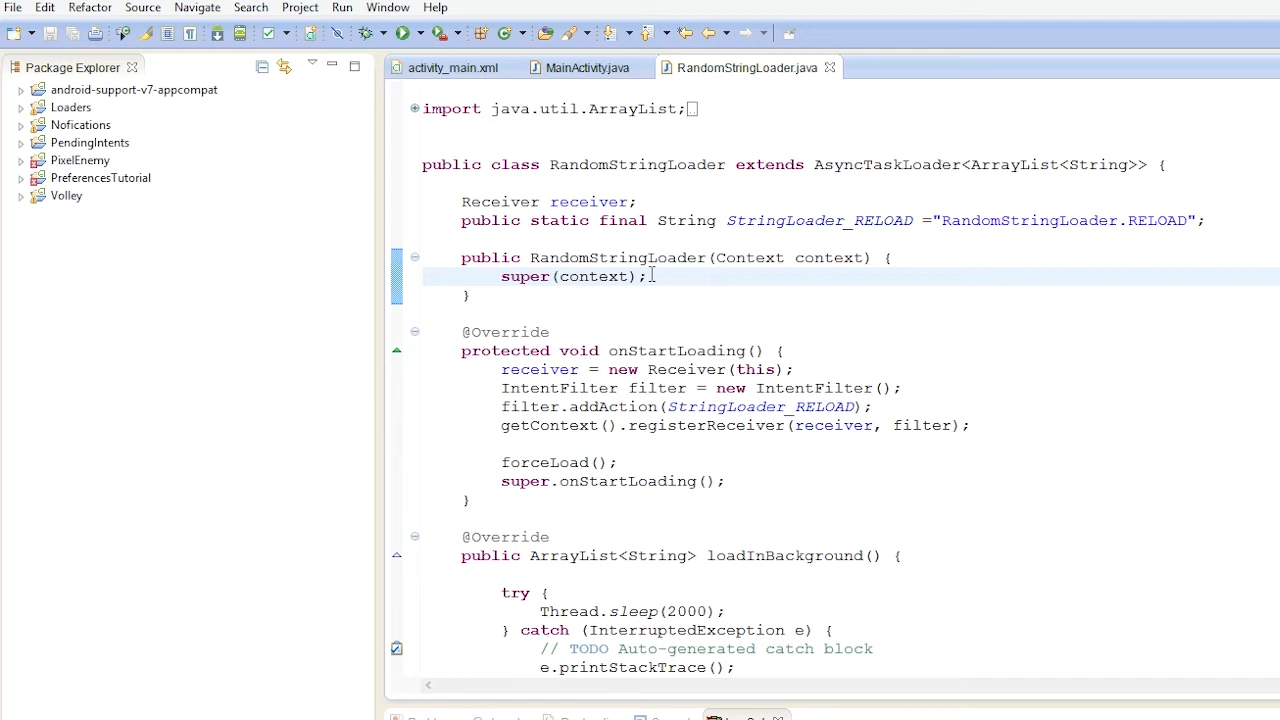 File Edit Refactor Source Navigate Search Project Run Window Help
Package Explorer
activity_main.xml MainActivity.java RandomStringLoader.java
android-support-v7-appcompat
Loaders
Nofications
PendingIntents
PixelEnemy
PreferencesTutorial
Volley
import java.util.ArrayList;
public class RandomStringLoader extends AsyncTaskLoader<ArrayList<String>> {
Receiver receiver;
public static final String StringLoader_RELOAD ="RandomStringLoader.RELOAD";
public RandomStringLoader(Context context) {
super(context);
}
@Override
protected void onStartLoading() {
receiver = new Receiver(this);
IntentFilter filter = new IntentFilter();
filter.addAction(StringLoader_RELOAD);
getContext().registerReceiver(receiver, filter);
forceLoad();
super.onStartLoading();
}
@Override
public ArrayList<String> loadInBackground() {
try {
Thread.sleep(2000);
} catch (InterruptedException e) {
// TODO Auto-generated catch block
e.printStackTrace();